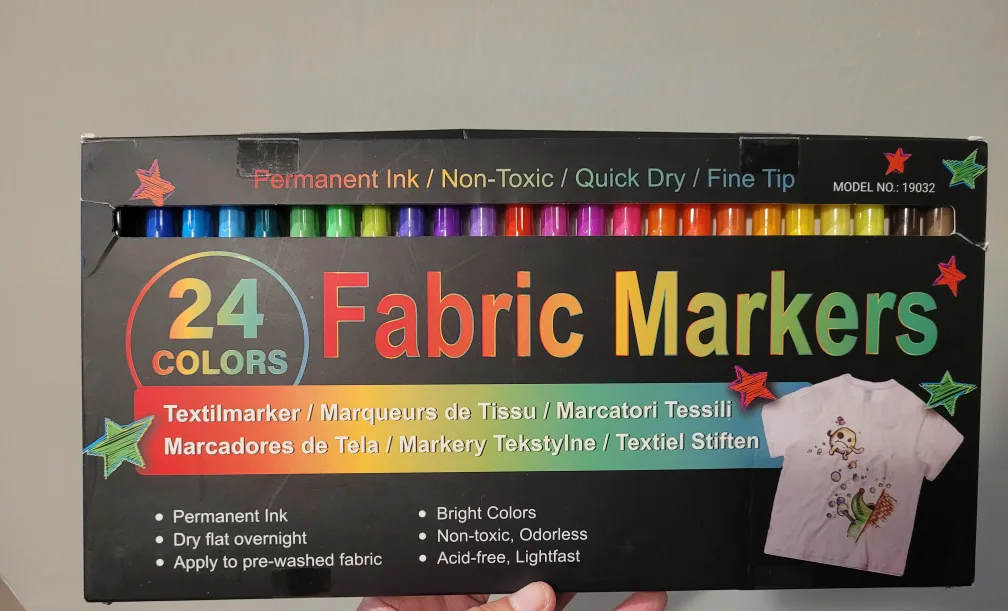 Permanent Ink / Non-Toxic / Quick Dry / Fine Tip
MODEL NO.: 19032
24
COLORS
Fabric Markers
Textilmarker / Marqueurs de Tissu / Marcatori Tessili
Marcadores de Tela / Markery Tekstylne / Textiel Stiften
• Permanent Ink
• Dry flat overnight
• Apply to pre-washed fabric
• Bright Colors
• Non-toxic, Odorless
• Acid-free, Lightfast